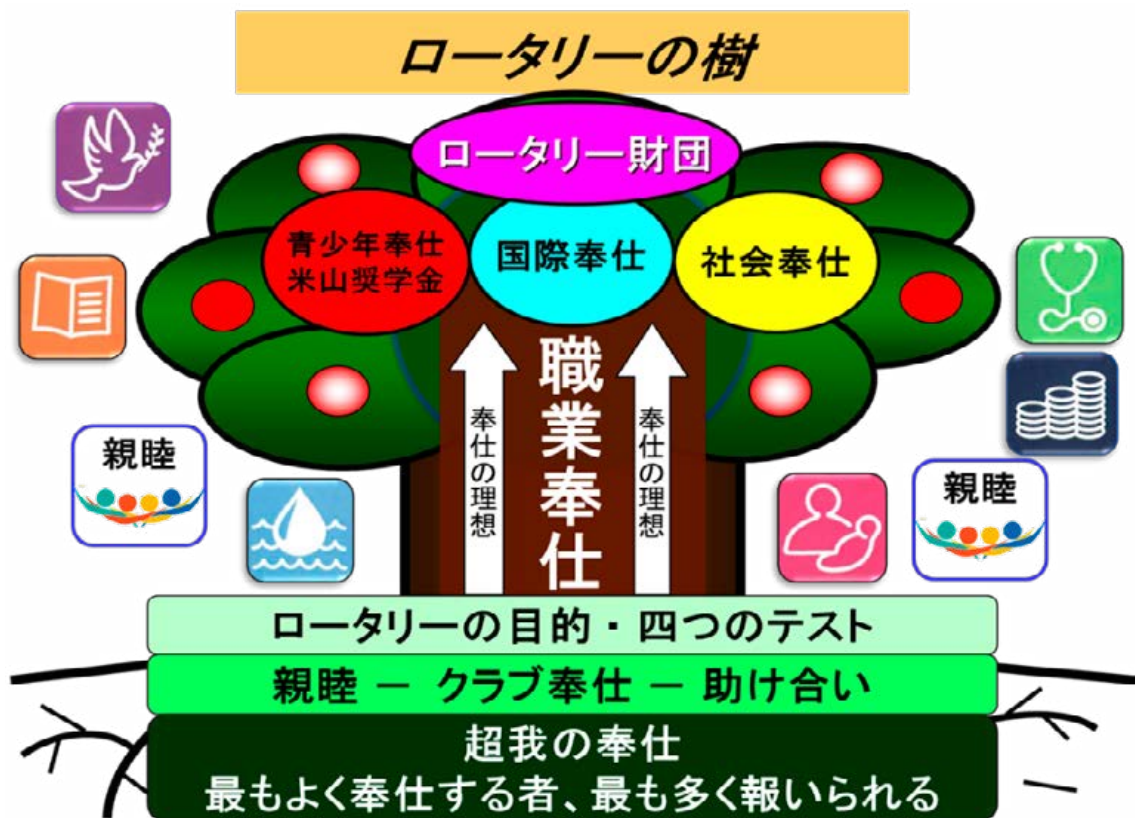 ロータリーの樹
ロータリー財団
青少年奉仕
米山奨学金
国際奉仕
社会奉仕
職業奉仕
奉仕の理想
奉仕の理想
親睦
親睦
ロータリーの目的・四つのテスト
親睦 − クラブ奉仕 − 助け合い
超我の奉仕
最もよく奉仕する者、最も多く報いられる